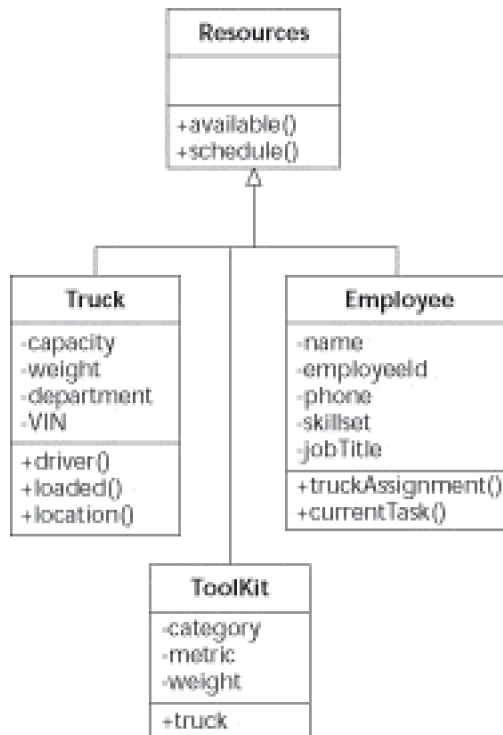 Resources
+available()
+schedule()
Truck
-capacity
-weight
-department
-VIN
+driver()
+loaded()
+location()
Employee
-name
-employeeId
-phone
-skillset
-jobTitle
+truckAssignment()
+currentTask()
ToolKit
-category
-metric
-weight
+truck